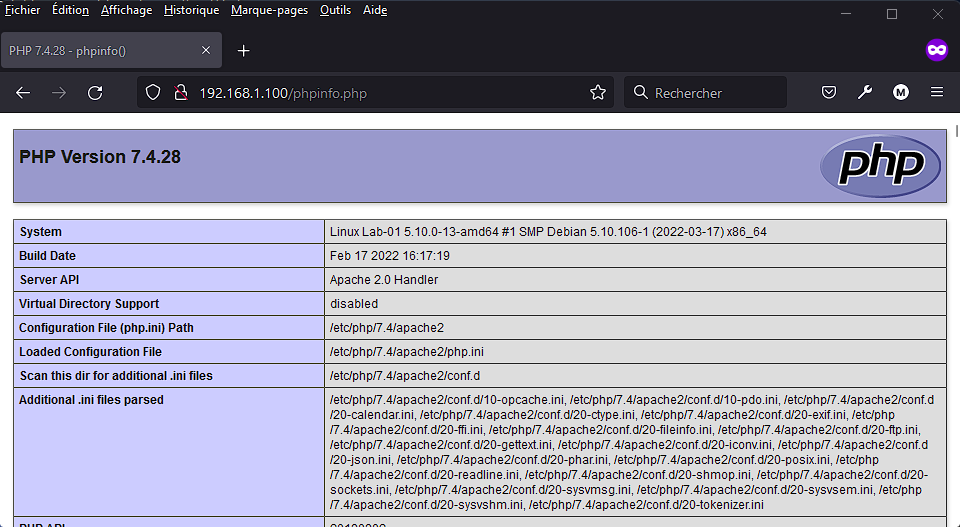 Fichier Édition Affichage Historique Marque-pages Outils Aide
PHP 7.4.28 - phpinfo()
192.168.1.100/phpinfo.php
Rechercher
M
PHP Version 7.4.28
php
System Linux Lab-01 5.10.0-13-amd64 #1 SMP Debian 5.10.106-1 (2022-03-17) x86_64
Build Date Feb 17 2022 16:17:19
Server API Apache 2.0 Handler
Virtual Directory Support disabled
Configuration File (php.ini) Path /etc/php/7.4/apache2
Loaded Configuration File /etc/php/7.4/apache2/php.ini
Scan this dir for additional .ini files /etc/php/7.4/apache2/conf.d
Additional .ini files parsed /etc/php/7.4/apache2/conf.d/10-opcache.ini, /etc/php/7.4/apache2/conf.d/10-pdo.ini, /etc/php/7.4/apache2/conf.d
/20-calendar.ini, /etc/php/7.4/apache2/conf.d/20-ctype.ini, /etc/php/7.4/apache2/conf.d/20-exif.ini, /etc/php
/7.4/apache2/conf.d/20-ffi.ini, /etc/php/7.4/apache2/conf.d/20-fileinfo.ini, /etc/php/7.4/apache2/conf.d/20-ftp.ini,
/etc/php/7.4/apache2/conf.d/20-gettext.ini, /etc/php/7.4/apache2/conf.d/20-iconv.ini, /etc/php/7.4/apache2/conf.d
/20-json.ini, /etc/php/7.4/apache2/conf.d/20-phar.ini, /etc/php/7.4/apache2/conf.d/20-posix.ini, /etc/php
/7.4/apache2/conf.d/20-readline.ini, /etc/php/7.4/apache2/conf.d/20-shmop.ini, /etc/php/7.4/apache2/conf.d/20-
sockets.ini, /etc/php/7.4/apache2/conf.d/20-sysvmsg.ini, /etc/php/7.4/apache2/conf.d/20-sysvsem.ini, /etc/php
/7.4/apache2/conf.d/20-sysvshm.ini, /etc/php/7.4/apache2/conf.d/20-tokenizer.ini
PHP API